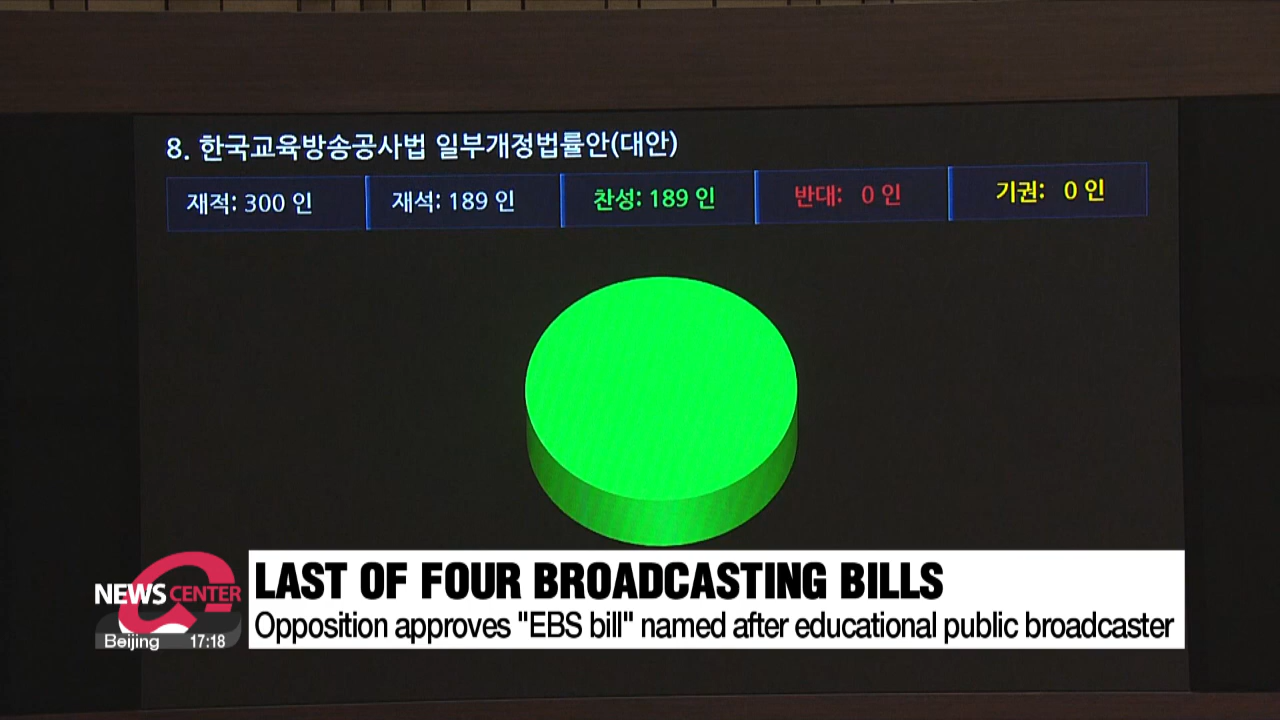 8. 한국교육방송공사법 일부개정법률안(대안)
재적: 300 인 재석: 189 인 찬성: 189 인 반대: 0 인 기권: 0 인
NEWS CENTER
Beijing 17:18
LAST OF FOUR BROADCASTING BILLS
Opposition approves "EBS bill" named after educational public broadcaster